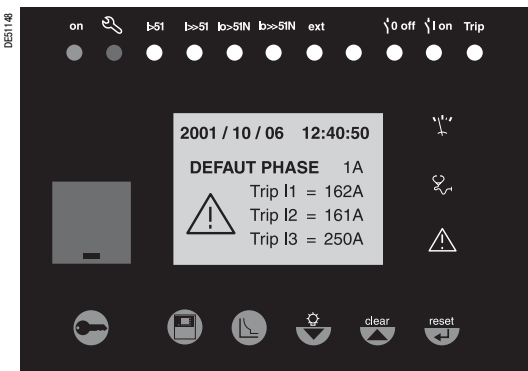 DE51148
on I>51 I>>51 Io>51N Io>>51N ext 0 off I on Trip
2001 / 10 / 06 12:40:50
DEFAUT PHASE 1A
Trip I1 = 162A
Trip I2 = 161A
Trip I3 = 250A
clear reset